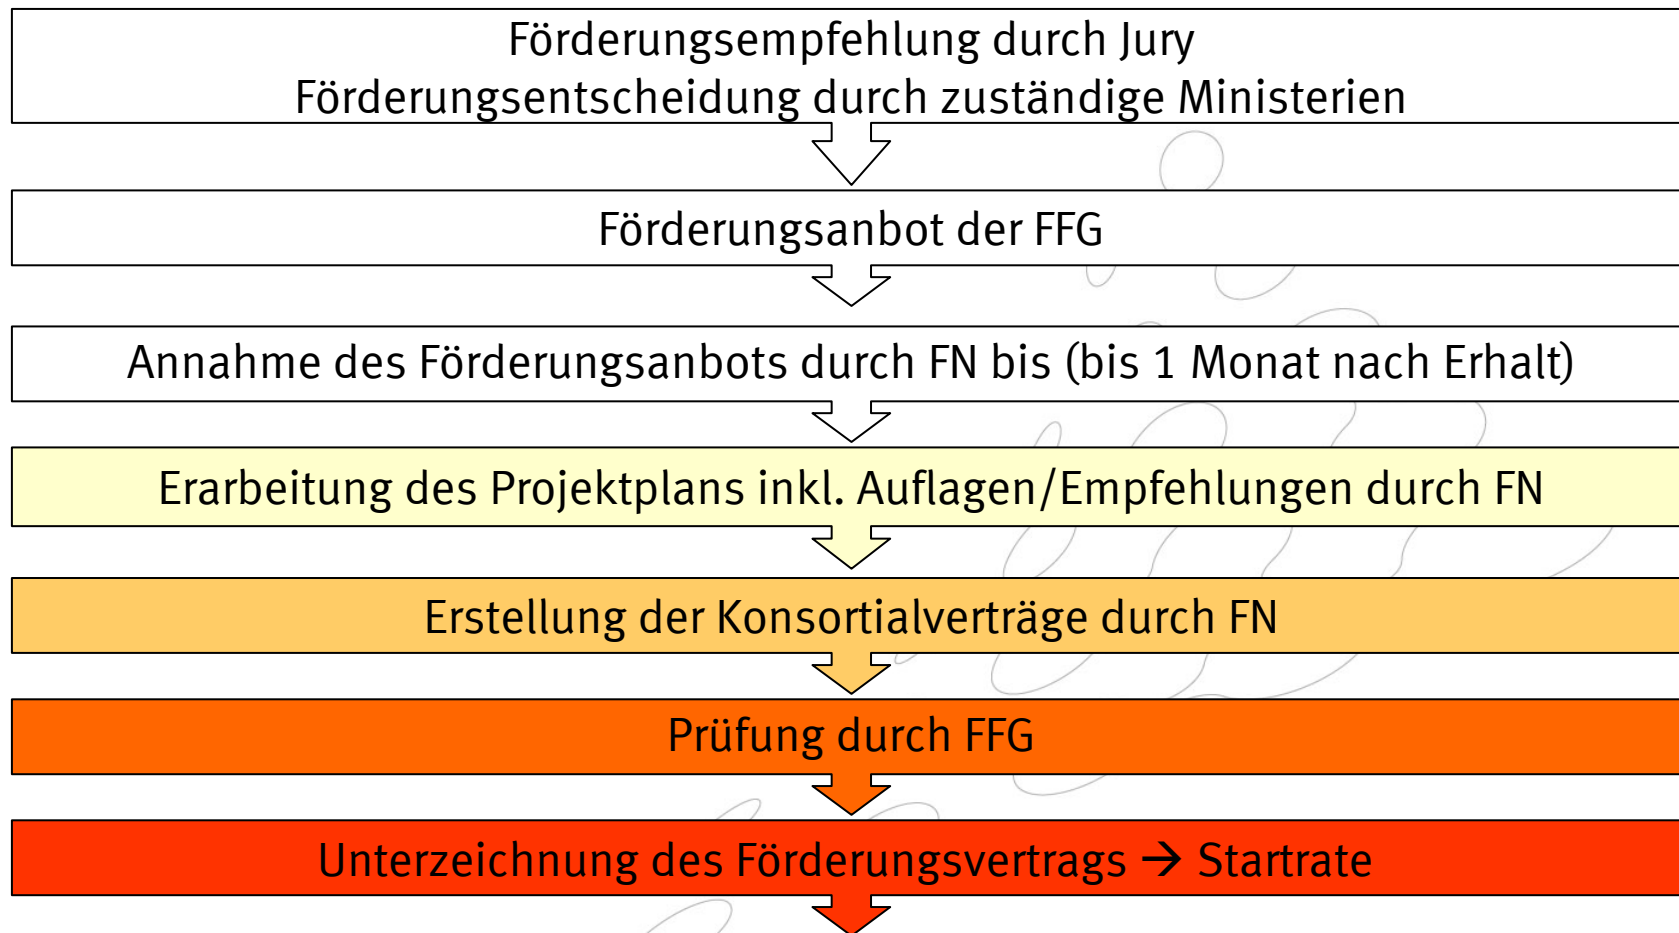 Förderungsempfehlung durch Jury
Förderungsentscheidung durch zuständige Ministerien
Förderungsanbot der FFG
Annahme des Förderungsanbots durch FN bis (bis 1 Monat nach Erhalt)
Erarbeitung des Projektplans inkl. Auflagen/Empfehlungen durch FN
Erstellung der Konsortialverträge durch FN
Prüfung durch FFG
Unterzeichnung des Förderungsvertrags → Startrate